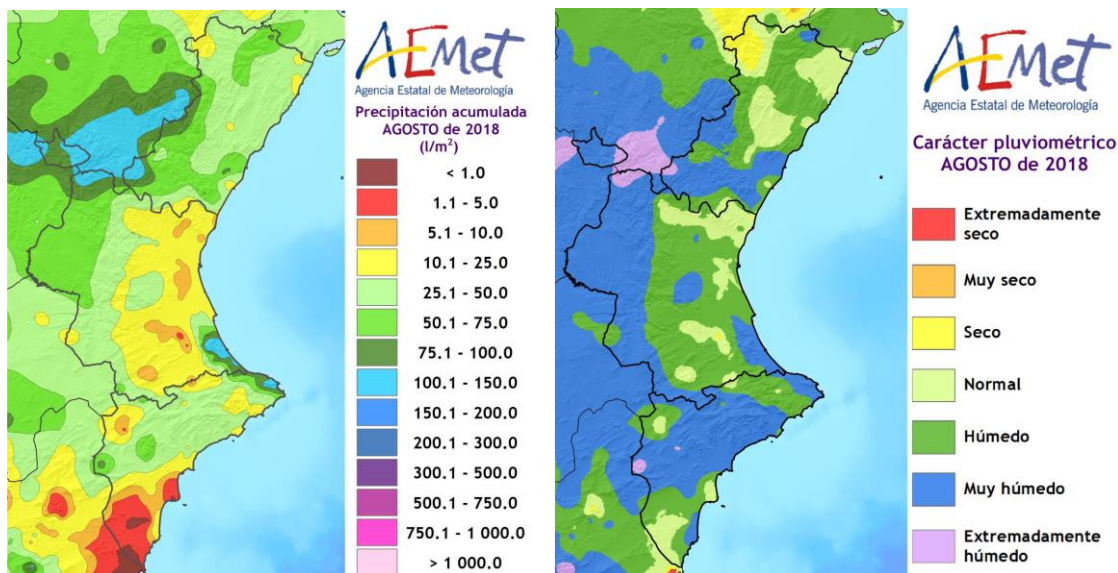 AEMet
Agencia Estatal de Meteorología
Precipitación acumulada
AGOSTO de 2018
(l/m²)
< 1.0
1.1 - 5.0
5.1 - 10.0
10.1 - 25.0
25.1 - 50.0
50.1 - 75.0
75.1 - 100.0
100.1 - 150.0
150.1 - 200.0
200.1 - 300.0
300.1 - 500.0
500.1 - 750.0
750.1 - 1 000.0
> 1 000.0
AEMet
Agencia Estatal de Meteorología
Carácter pluviométrico
AGOSTO de 2018
Extremadamente
seco
Muy seco
Seco
Normal
Húmedo
Muy húmedo
Extremadamente
húmedo